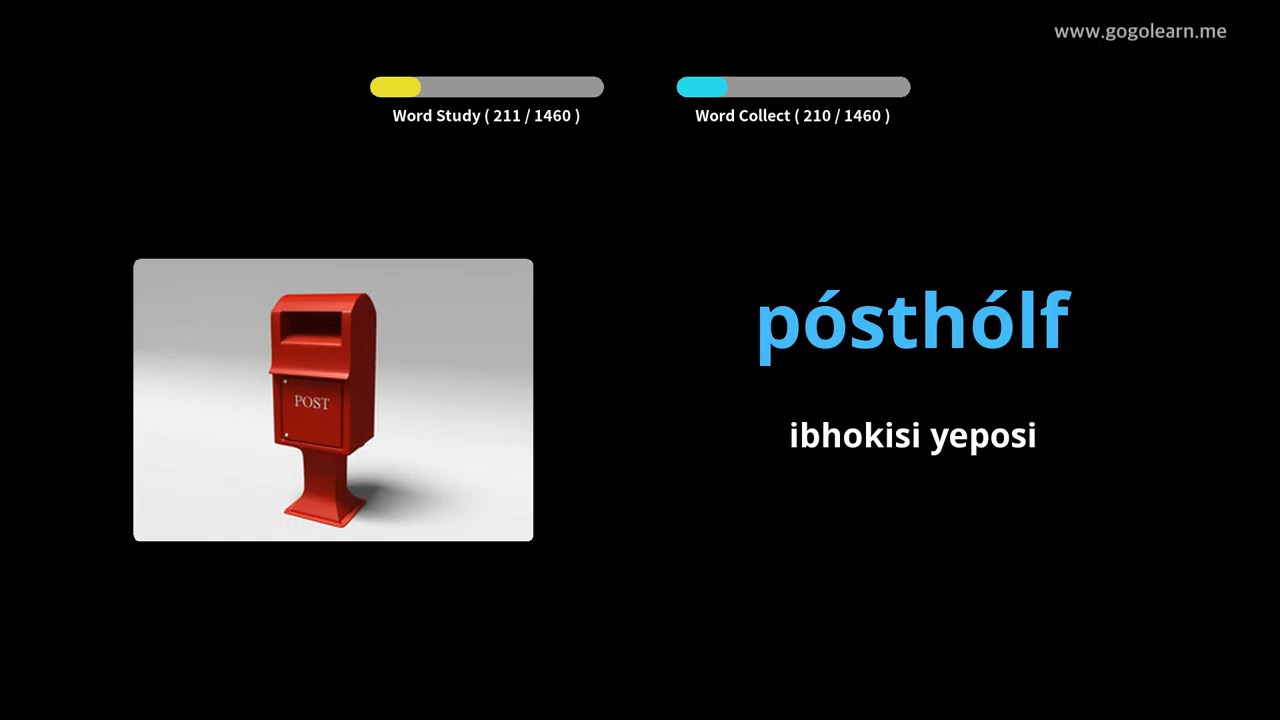 www.gogolearn.me
Word Study ( 211 / 1460 )
Word Collect ( 210 / 1460 )
POST
pósthólf
ibhokisi yeposi